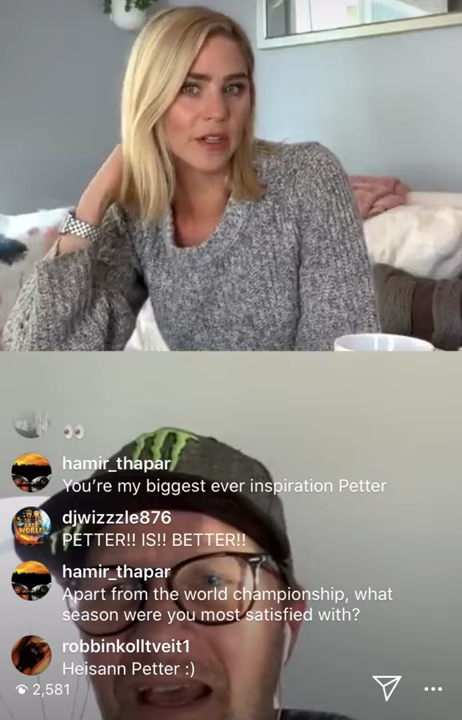 👀
hamir_thapar
You’re my biggest ever inspiration Petter
djwizzzle876
PETTER!! IS!! BETTER!!
hamir_thapar
Apart from the world championship, what
season were you most satisfied with?
robbinkolltveit1
Heisann Petter :)
2,581